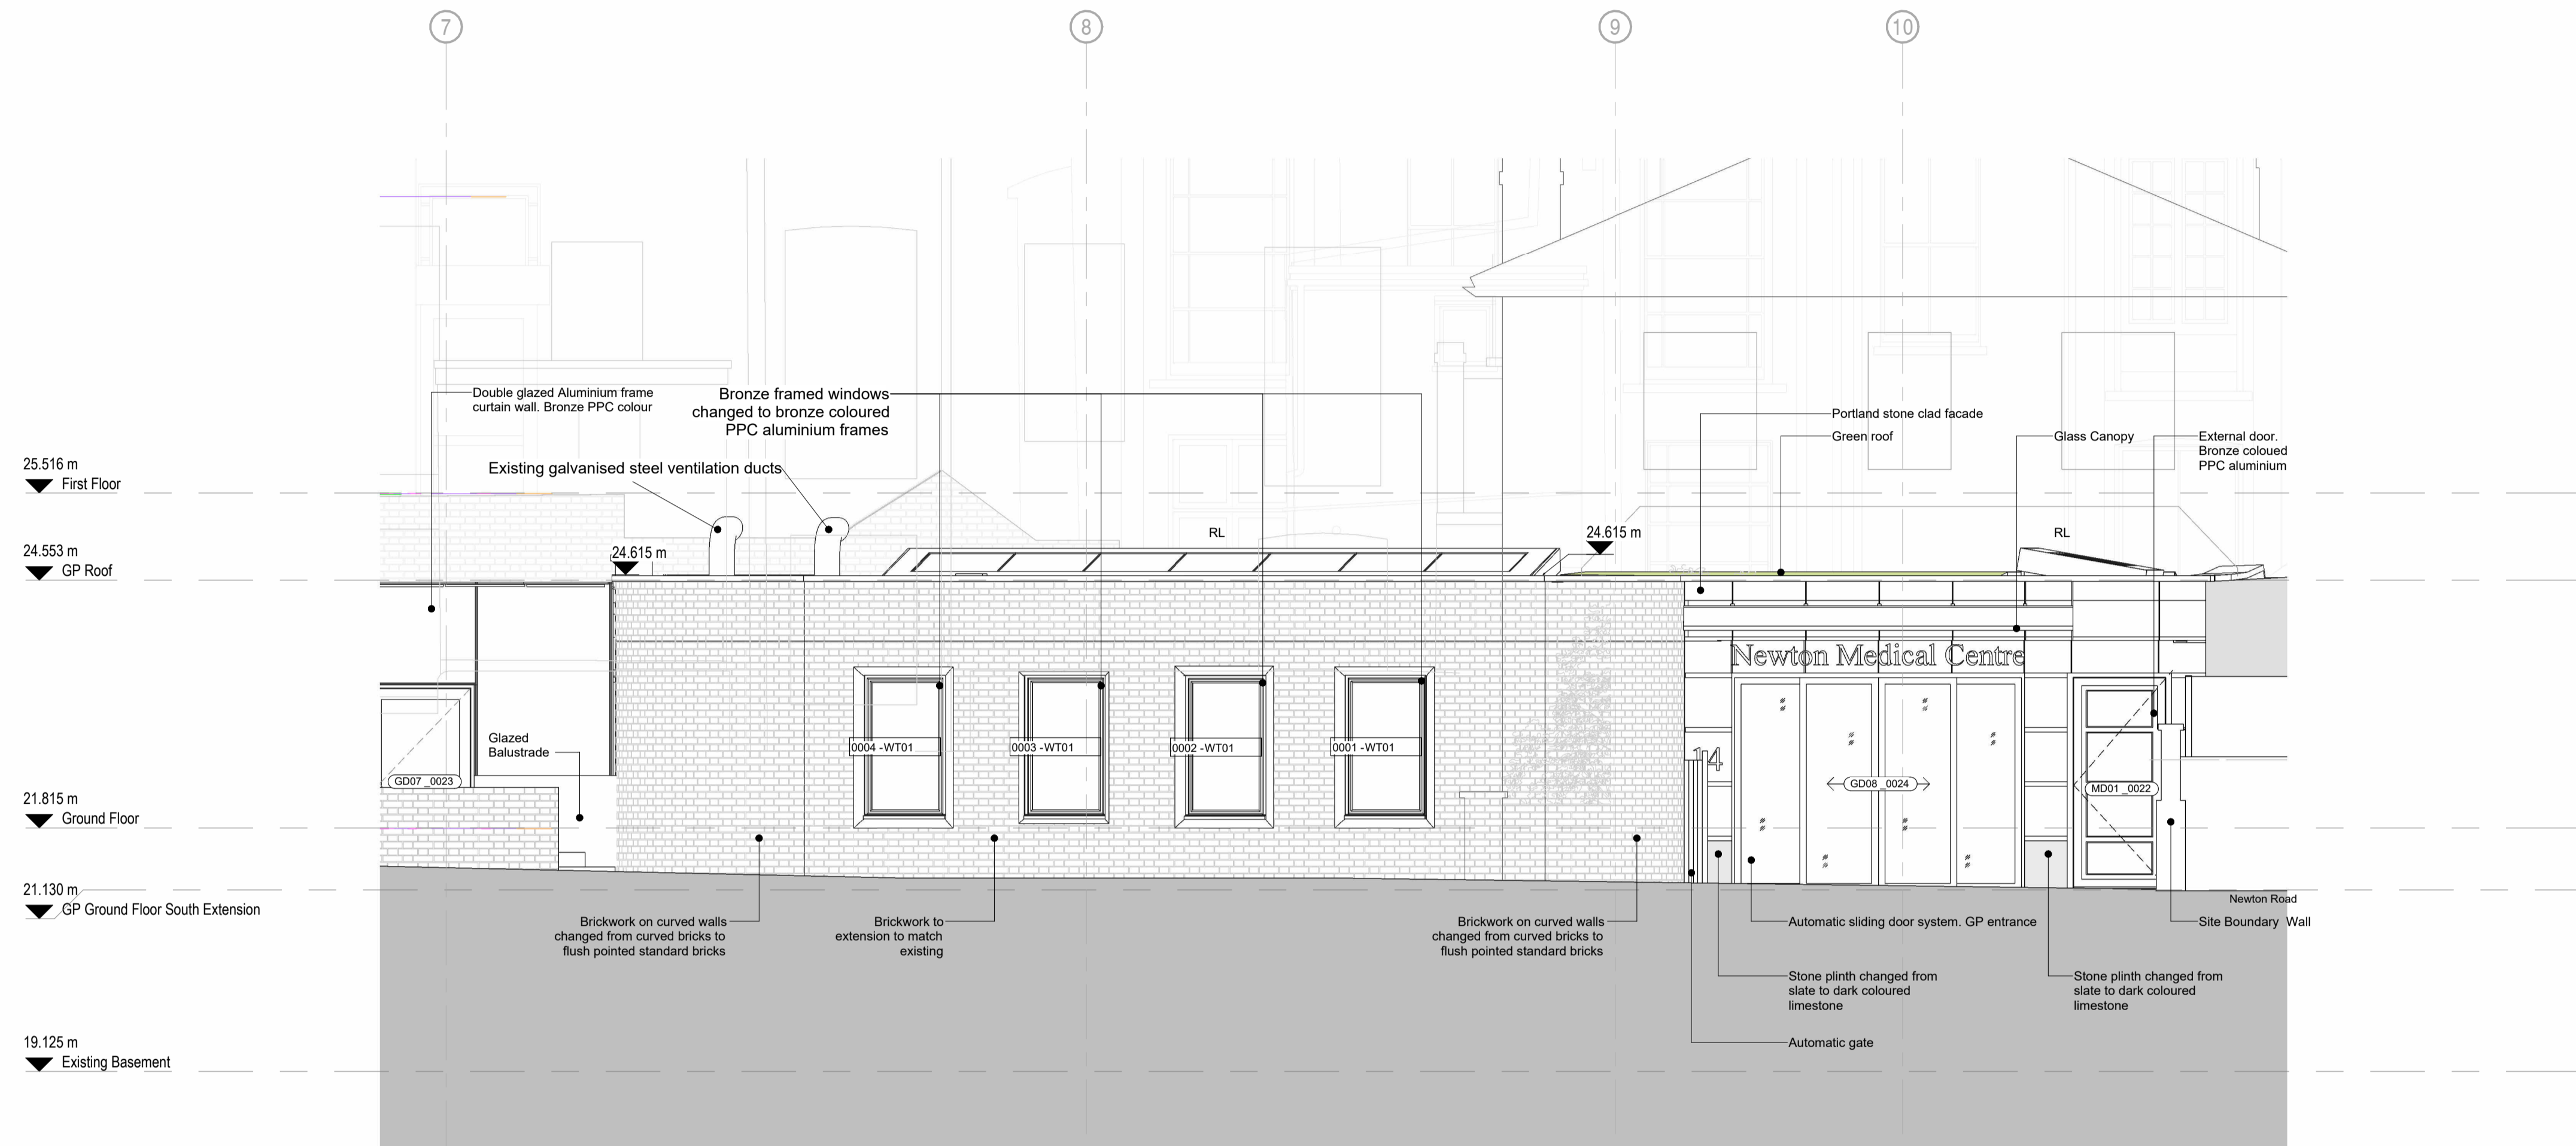 7
8
9
10
Double glazed Aluminium frame
curtain wall. Bronze PPC colour
Bronze framed windows
changed to bronze coloured
PPC aluminium frames
Existing galvanised steel ventilation ducts
Portland stone clad facade
Green roof
Glass Canopy
External door.
Bronze coloued
PPC aluminium
25.516 m
First Floor
24.553 m
GP Roof
24.615 m
RL
24.615 m
RL
Newton Medical Centre
14
Glazed
Balustrade
GD07 _0023
0004 -WT01
0003 -WT01
0002 -WT01
0001 -WT01
GD08 _0024
MD01 _0022
21.815 m
Ground Floor
21.130 m
GP Ground Floor South Extension
Newton Road
Brickwork on curved walls
changed from curved bricks to
flush pointed standard bricks
Brickwork to
extension to match
existing
Brickwork on curved walls
changed from curved bricks to
flush pointed standard bricks
Automatic sliding door system. GP entrance
Site Boundary Wall
Stone plinth changed from
slate to dark coloured
limestone
Stone plinth changed from
slate to dark coloured
limestone
Automatic gate
19.125 m
Existing Basement